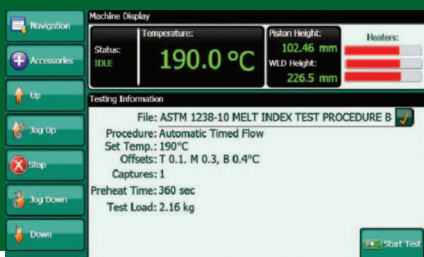 Navigation
Accessories
Up
Jog Up
Stop
Jog Down
Down
Machine Display
Status:
IDLE
Temperature:
190.0 ºC
Piston Height:
102.46 mm
WLD Height:
226.5 mm
Heaters:
Testing Information
File: ASTM 1238-10 MELT INDEX TEST PROCEDURE B
Procedure: Automatic Timed Flow
Set Temp.: 190°C
Offsets: T 0.1, M 0.3, B 0.4°C
Captures: 1
Preheat Time: 360 sec
Test Load: 2.16 kg
Start Test